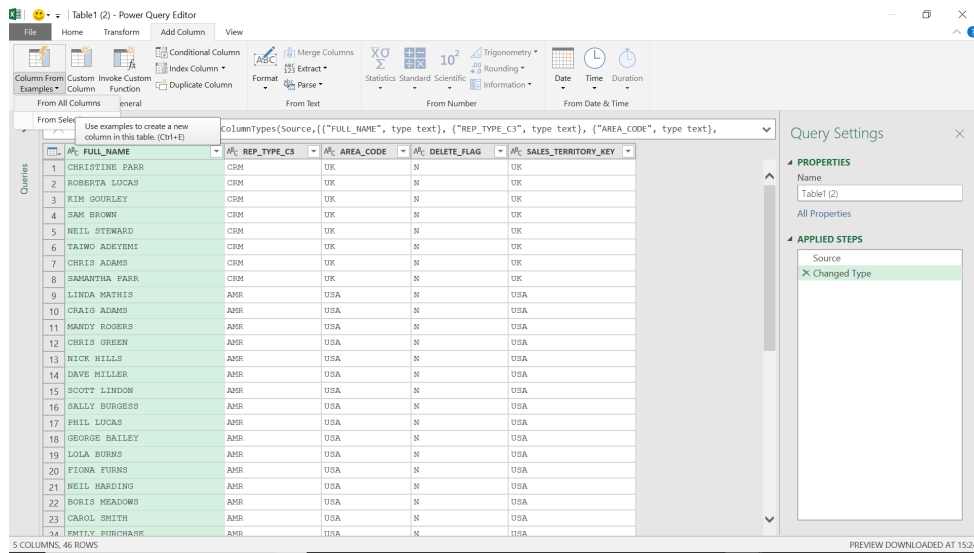 Table1 (2) - Power Query Editor
File Home Transform Add Column View
Column From Examples Custom Column Invoke Custom Function
Conditional Column
Index Column
Duplicate Column
General
Format
Merge Columns
Extract
Parse
From Text
Statistics Standard Scientific
Trigonometry
Rounding
Information
From Number
Date Time Duration
From Date & Time
From All Columns
Use examples to create a new
column in this table. (Ctrl+E)
ColumnTypes(Source,{{"FULL_NAME", type text}, {"REP_TYPE_C3", type text}, {"AREA_CODE", type text},
Queries
FULL_NAME REP_TYPE_C3 AREA_CODE DELETE_FLAG SALES_TERRITORY_KEY
1 CHRISTINE PARR CRM UK N UK
2 ROBERTA LUCAS CRM UK N UK
3 KIM GOURLEY CRM UK N UK
4 SAM BROWN CRM UK N UK
5 NEIL STEWARD CRM UK N UK
6 TAIWO ADEYEMI CRM UK N UK
7 CHRIS ADAMS CRM UK N UK
8 SAMANTHA PARR CRM UK N UK
9 LINDA MATHIS AMR USA N USA
10 CRAIG ADAMS AMR USA N USA
11 MANDY ROGERS AMR USA N USA
12 CHRIS GREEN AMR USA N USA
13 NICK HILLS AMR USA N USA
14 DAVE MILLER AMR USA N USA
15 SCOTT LINDON AMR USA N USA
16 SALLY BURGESS AMR USA N USA
17 PHIL LUCAS AMR USA N USA
18 GEORGE BAILEY AMR USA N USA
19 LOLA BURNS AMR USA N USA
20 FIONA FURNS AMR USA N USA
21 NEIL HARDING AMR USA N USA
22 BORIS MEADOWS AMR USA N USA
23 CAROL SMITH AMR USA N USA
24 EMILY PURCHASE AMR USA N USA
Query Settings
PROPERTIES
Name
Table1 (2)
All Properties
APPLIED STEPS
Source
Changed Type
5 COLUMNS, 46 ROWS
PREVIEW DOWNLOADED AT 15:2